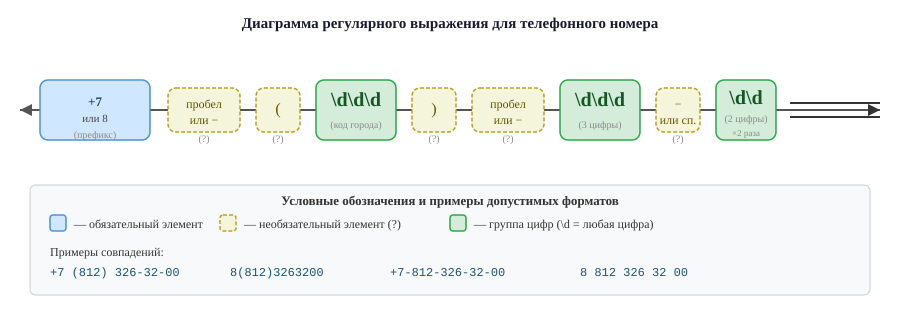 Диаграмма регулярного выражения для телефонного номера
+7
или 8
(префикс)
пробел
или −
(?)
(
(?)
\d\d\d
(код города)
)
(?)
пробел
или −
(?)
\d\d\d
(3 цифры)
−
или сп.
(?)
\d\d
(2 цифры)
×2 раза
Условные обозначения и примеры допустимых форматов
— обязательный элемент
— необязательный элемент (?)
— группа цифр (\d = любая цифра)
Примеры совпадений:
+7 (812) 326-32-00 8(812)3263200 +7-812-326-32-00 8 812 326 32 00